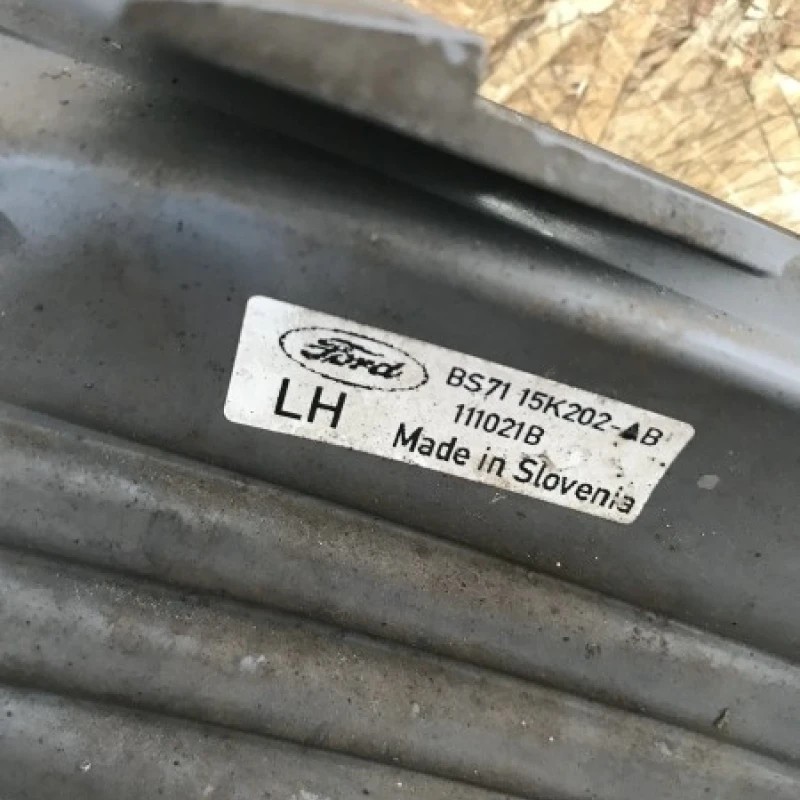 Ford
BS71 15K202-AB
LH
111021B
Made in Slovenia